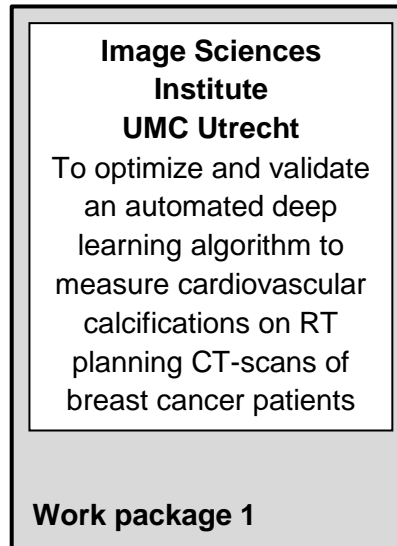 Image Sciences
Institute
UMC Utrecht
To optimize and validate
an automated deep
learning algorithm to
measure cardiovascular
calcifications on RT
planning CT-scans of
breast cancer patients
Work package 1